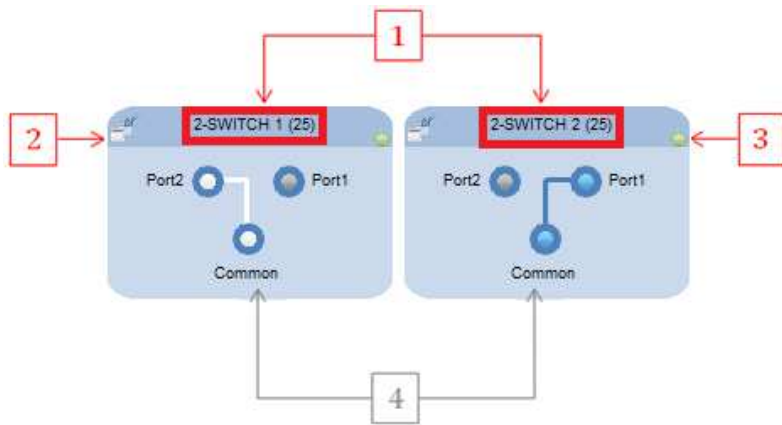 1
2
2-SWITCH 1 (25)
2-SWITCH 2 (25)
3
Port2
Port1
Port2
Port1
Common
Common
4